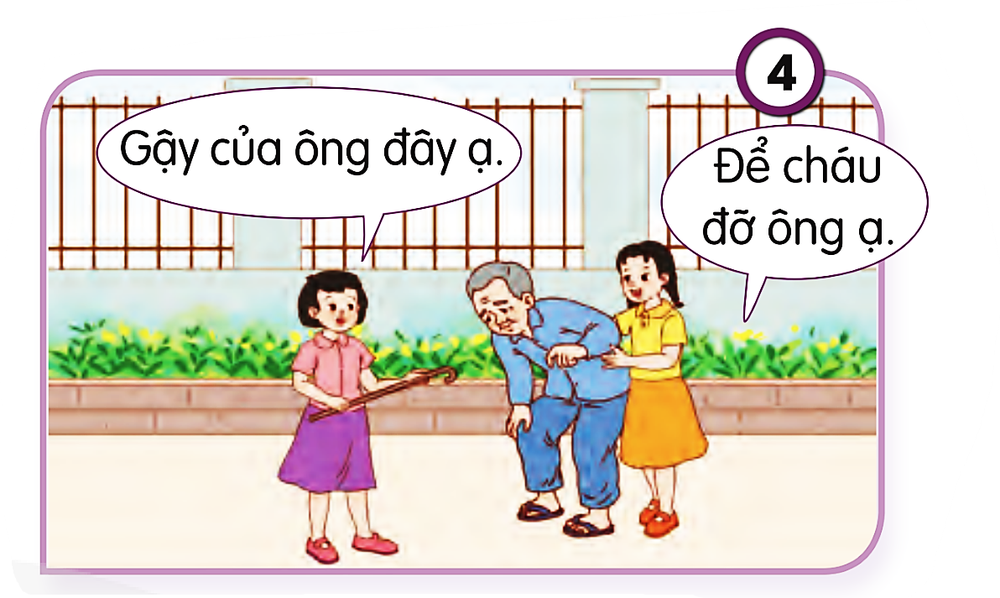 4
Gậy của ông đây ạ.
Để cháu
đỡ ông ạ.